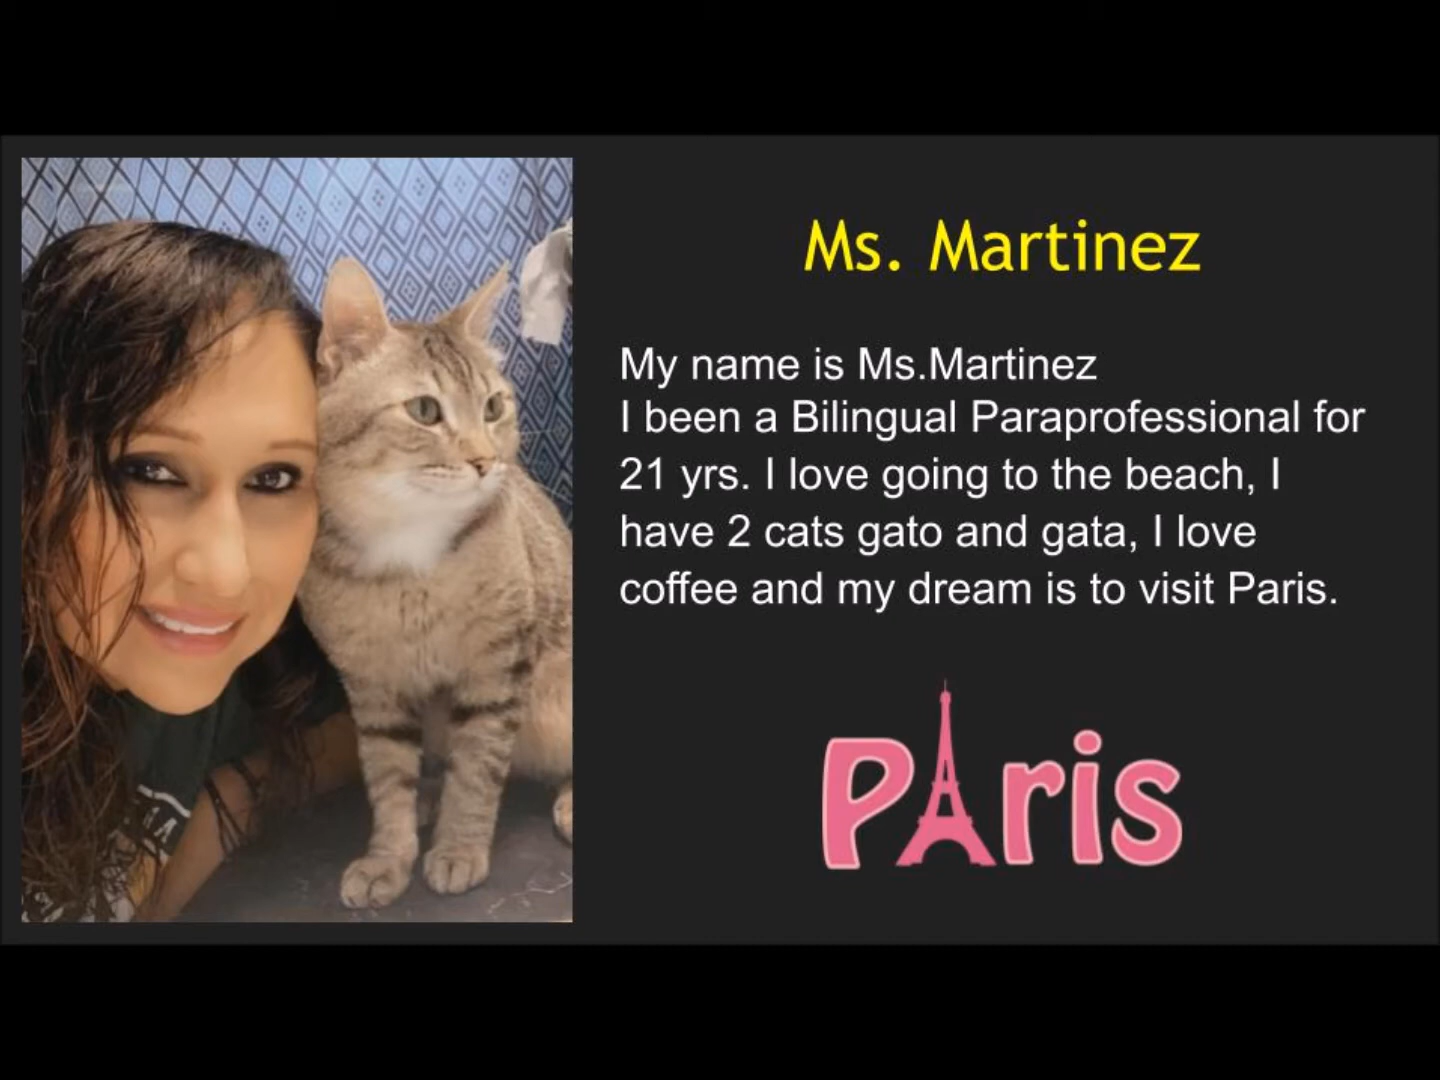 Ms. Martinez
My name is Ms.Martinez
I been a Bilingual Paraprofessional for
21 yrs. I love going to the beach, I
have 2 cats gato and gata, I love
coffee and my dream is to visit Paris.
Paris